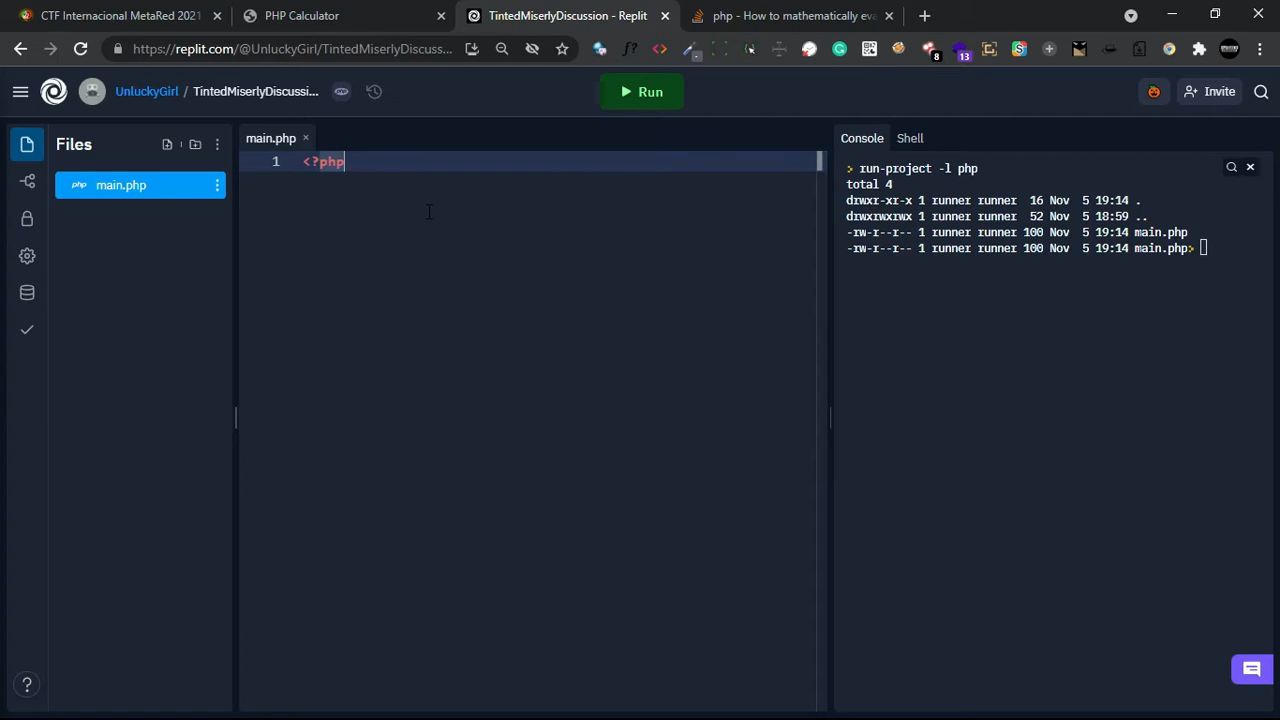 CTF Internacional MetaRed 2021
PHP Calculator
TintedMiserlyDiscussion - Replit
php - How to mathematically eva
https://replit.com/@UnluckyGirl/TintedMiserlyDiscuss...
8
13
UnluckyGirl / TintedMiserlyDiscussi...
Run
Invite
Files
php main.php
main.php
1 <?php
Console
Shell
> run-project -l php
total 4
drwxr-xr-x 1 runner runner 16 Nov 5 19:14 .
drwxrwxrwx 1 runner runner 52 Nov 5 18:59 ..
-rw-r--r-- 1 runner runner 100 Nov 5 19:14 main.php
-rw-r--r-- 1 runner runner 100 Nov 5 19:14 main.php>